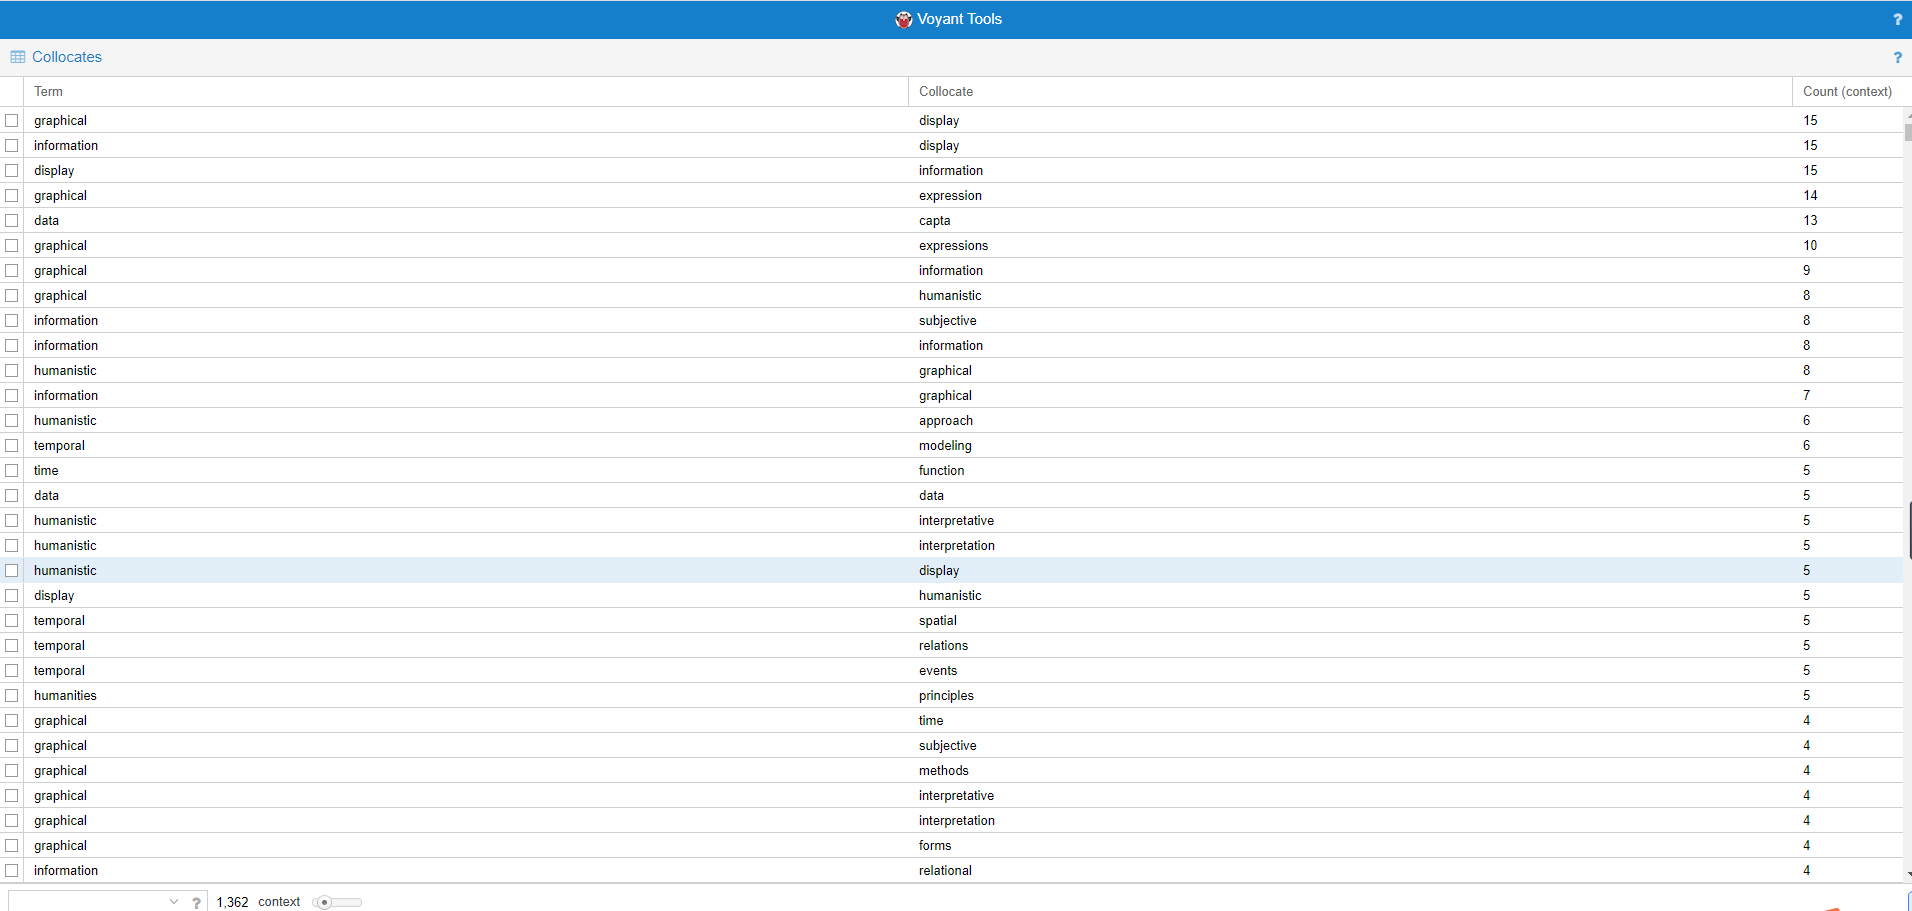 Voyant Tools ?
Collocates ?
Term Collocate Count (context)
graphical display 15
information display 15
display information 15
graphical expression 14
data capta 13
graphical expressions 10
graphical information 9
graphical humanistic 8
information subjective 8
information information 8
humanistic graphical 8
information graphical 7
humanistic approach 6
temporal modeling 6
time function 5
data data 5
humanistic interpretative 5
humanistic interpretation 5
humanistic display 5
display humanistic 5
temporal spatial 5
temporal relations 5
temporal events 5
humanities principles 5
graphical time 4
graphical subjective 4
graphical methods 4
graphical interpretative 4
graphical interpretation 4
graphical forms 4
information relational 4
? 1,362 context